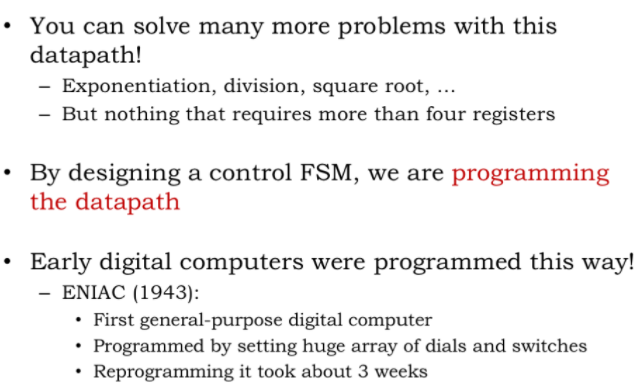 • You can solve many more problems with this
datapath!
– Exponentiation, division, square root, ...
– But nothing that requires more than four registers
• By designing a control FSM, we are programming
the datapath
• Early digital computers were programmed this way!
– ENIAC (1943):
• First general-purpose digital computer
• Programmed by setting huge array of dials and switches
• Reprogramming it took about 3 weeks